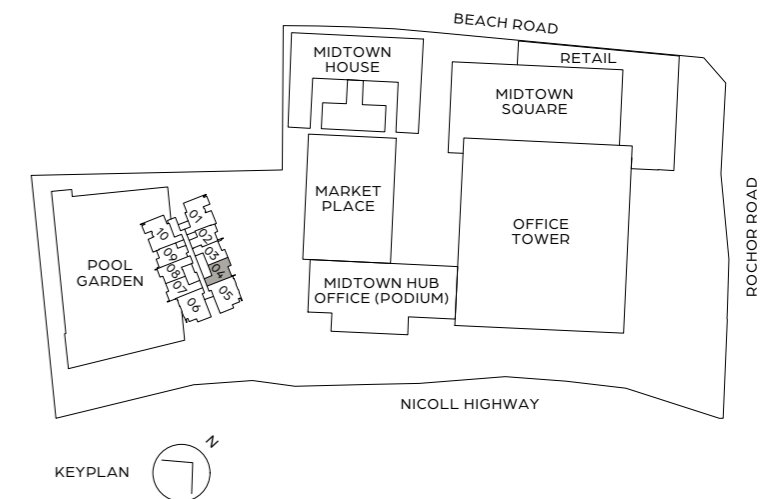 BEACH ROAD
MIDTOWN
HOUSE
RETAIL
MIDTOWN
SQUARE
MARKET
PLACE
OFFICE
TOWER
ROCHOR ROAD
01
02
03
04
05
10
09
08
07
06
POOL
GARDEN
MIDTOWN HUB
OFFICE (PODIUM)
NICOLL HIGHWAY
N
KEYPLAN